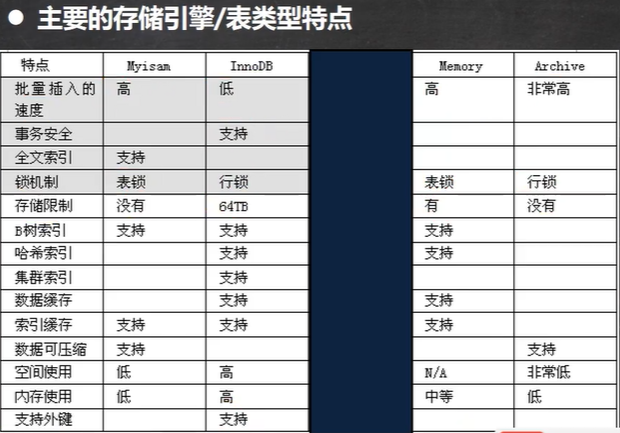 ● 主要的存储引擎/表类型特点
特点 Myisam InnoDB Memory Archive
批量插入的速度 高 低 高 非常高
事务安全 支持
全文索引 支持
锁机制 表锁 行锁 表锁 行锁
存储限制 没有 64TB 有 没有
B树索引 支持 支持 支持
哈希索引 支持 支持
集群索引 支持
数据缓存 支持 支持
索引缓存 支持 支持 支持
数据可压缩 支持 支持
空间使用 低 高 N/A 非常低
内存使用 低 高 中等 低
支持外键 支持